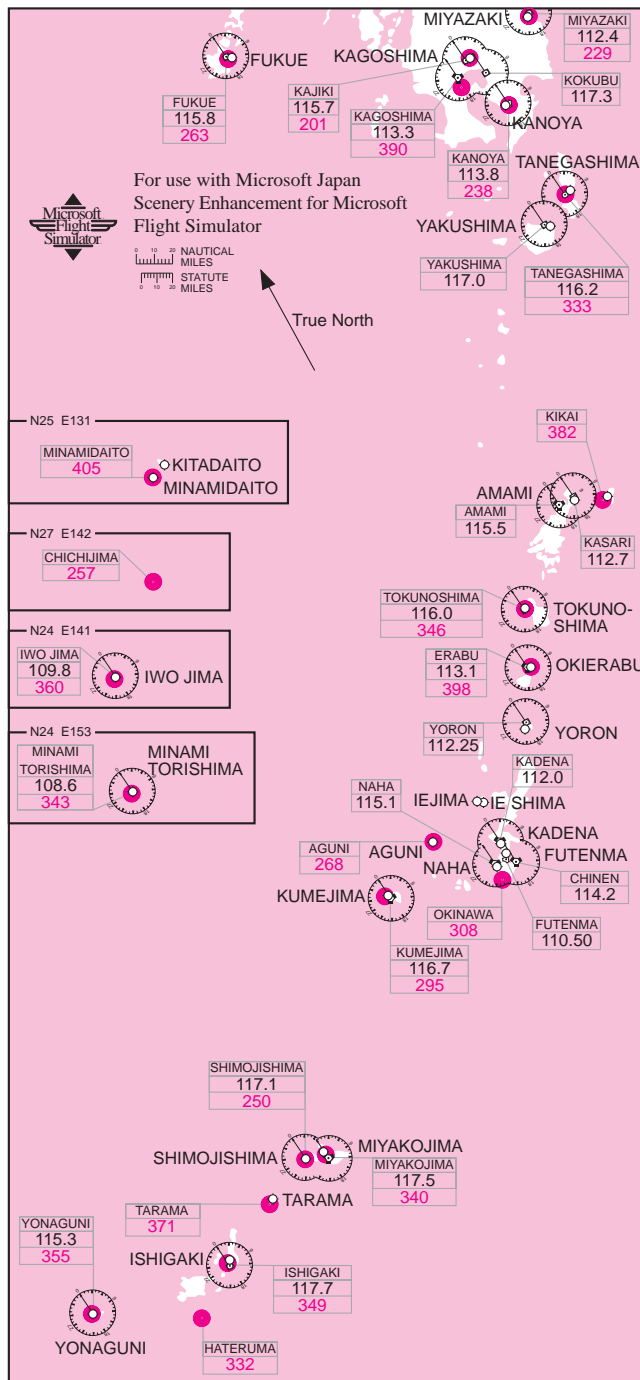 MIYAZAKI
MIYAZAKI
112.4
229
FUKUE
KAGOSHIMA
KOKUBU
117.3
FUKUE
115.8
263
KAJIKI
115.7
201
KAGOSHIMA
113.3
390
KANOYA
KANOYA
113.8
238
TANEGASHIMA
For use with Microsoft Japan
Scenery Enhancement for Microsoft
Flight Simulator
Microsoft
Flight
Simulator
YAKUSHIMA
0 10 20 NAUTICAL
MILES
STATUTE
0 10 20 MILES
YAKUSHIMA
117.0
TANEGASHIMA
116.2
333
True North
N25 E131
MINAMIDAITO
405
KITADAITO
MINAMIDAITO
KIKAI
382
AMAMI
AMAMI
115.5
KASARI
112.7
N27 E142
CHICHIJIMA
257
TOKUNOSHIMA
116.0
346
TOKUNO-
SHIMA
N24 E141
IWO JIMA
109.8
360
IWO JIMA
ERABU
113.1
398
OKIERABU
YORON
112.25
YORON
N24 E153
MINAMI
TORISHIMA
108.6
343
MINAMI
TORISHIMA
KADENA
112.0
NAHA
115.1
IEJIMA
IE SHIMA
KADENA
AGUNI
268
AGUNI
NAHA
FUTENMA
CHINEN
114.2
KUMEJIMA
OKINAWA
308
FUTENMA
110.50
KUMEJIMA
116.7
295
SHIMOJISHIMA
117.1
250
SHIMOJISHIMA
MIYAKOJIMA
MIYAKOJIMA
117.5
340
TARAMA
371
TARAMA
YONAGUNI
115.3
355
ISHIGAKI
ISHIGAKI
117.7
349
YONAGUNI
HATERUMA
332